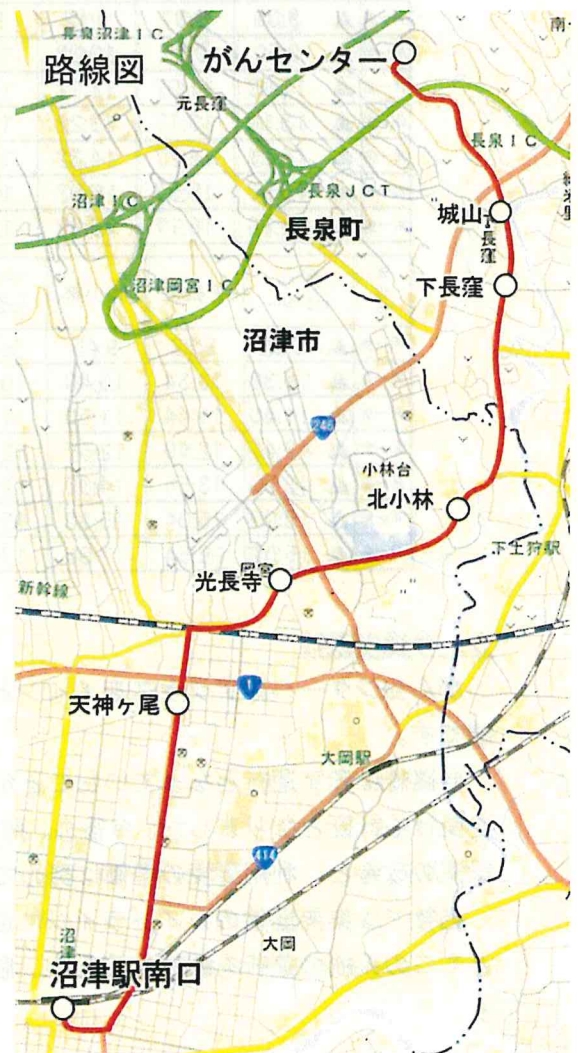 長泉沼津IC
路線図
がんセンター
元長窪
長泉IC
沼津IC
長泉JCT
城山
長泉町
下長窪
沼津岡宮IC
沼津市
246
小林台
北小林
下土狩駅
光長寺
新幹線
1
天神ヶ尾
大岡駅
414
沼津
大岡
沼津駅南口